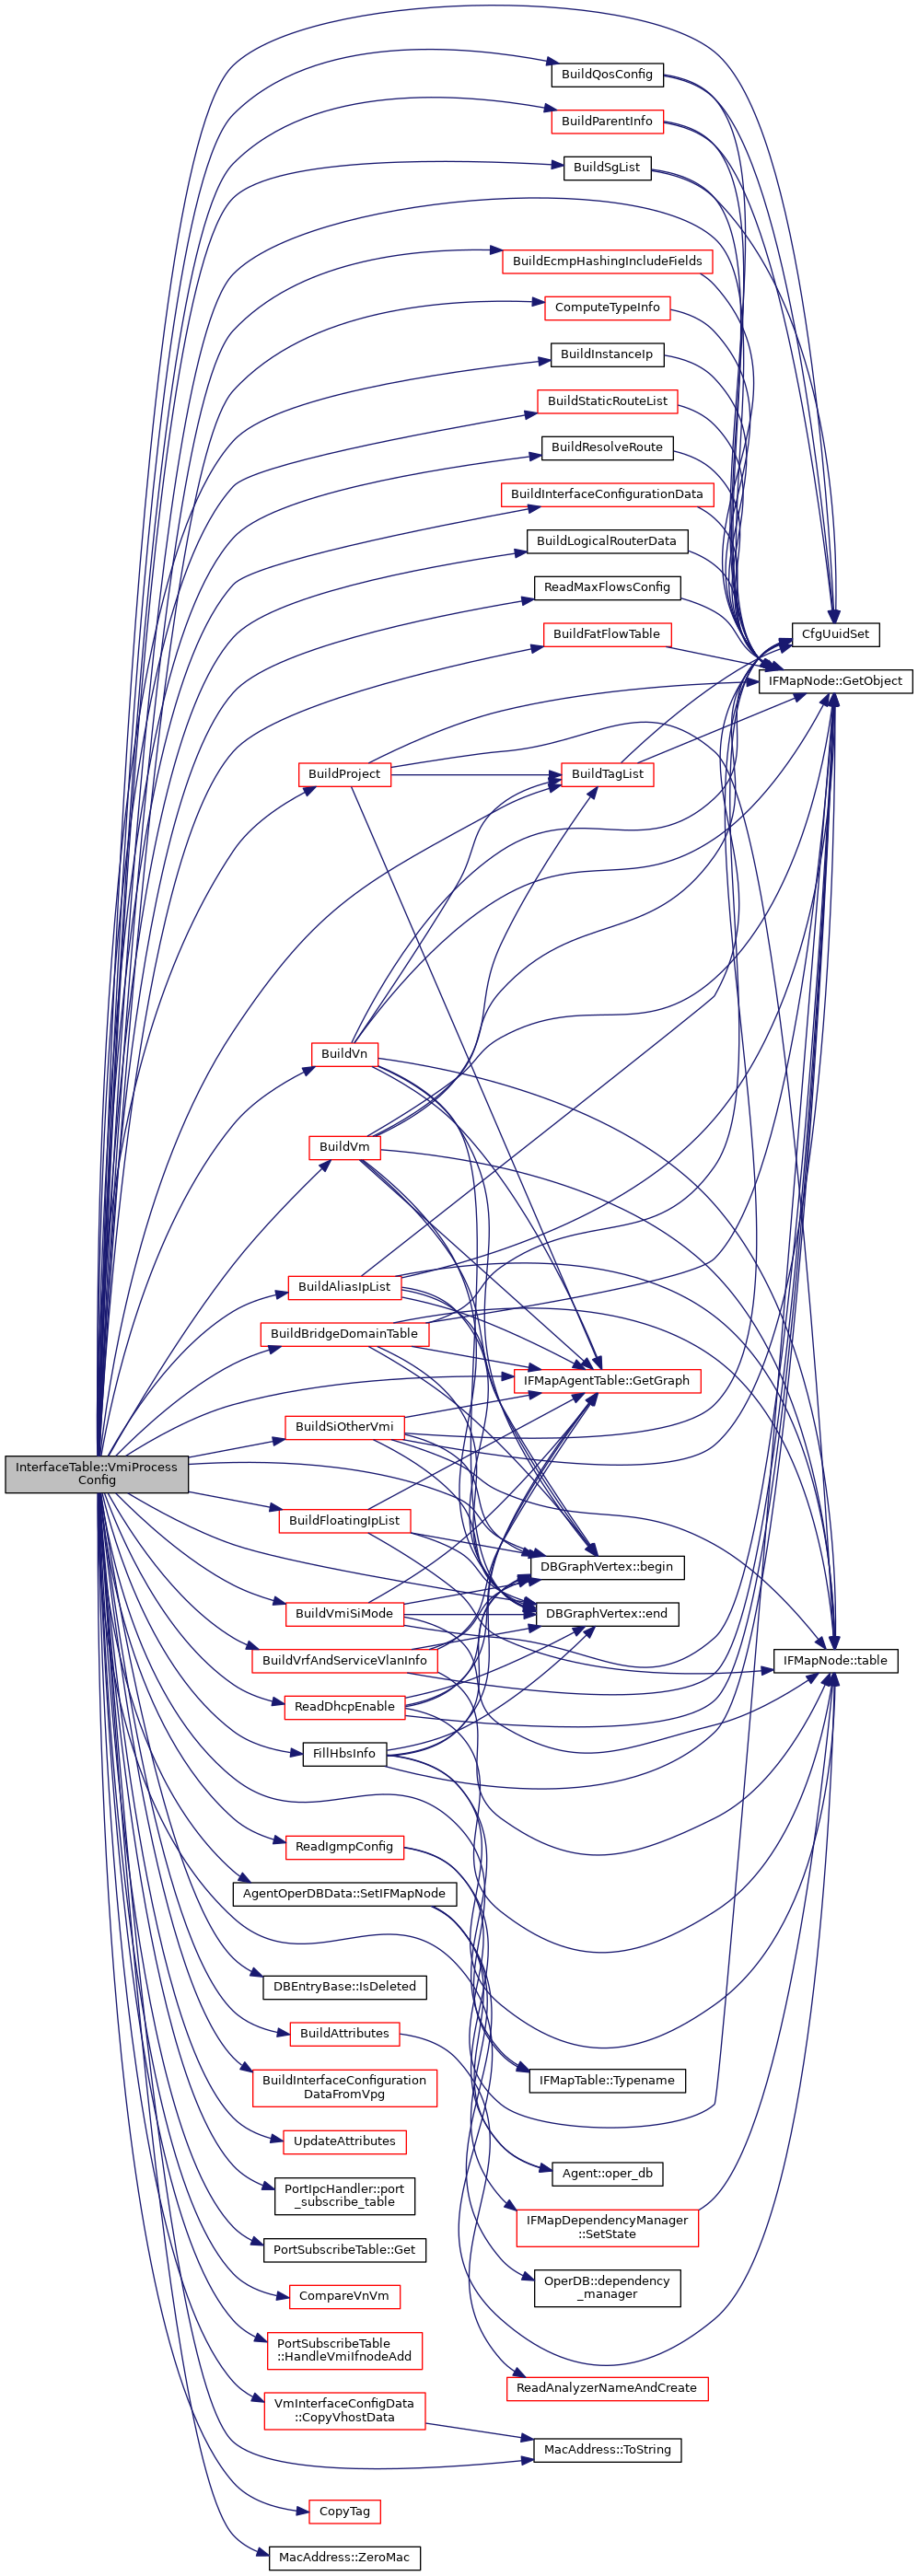 BuildQosConfig
BuildParentInfo
BuildSgList
BuildEcmpHashingIncludeFields
ComputeTypeInfo
BuildInstanceIp
BuildStaticRouteList
BuildResolveRoute
BuildInterfaceConfigurationData
BuildLogicalRouterData
ReadMaxFlowsConfig
BuildFatFlowTable
CfgUuidSet
IFMapNode::GetObject
BuildProject
BuildTagList
BuildVn
BuildVm
BuildAliasIpList
BuildBridgeDomainTable
IFMapAgentTable::GetGraph
BuildSiOtherVmi
InterfaceTable::VmiProcess
Config
BuildFloatingIpList
DBGraphVertex::begin
BuildVmiSiMode
DBGraphVertex::end
BuildVrfAndServiceVlanInfo
IFMapNode::table
ReadDhcpEnable
FillHbsInfo
ReadIgmpConfig
AgentOperDBData::SetIFMapNode
DBEntryBase::IsDeleted
BuildAttributes
BuildInterfaceConfiguration
DataFromVpg
IFMapTable::Typename
UpdateAttributes
Agent::oper_db
PortIpcHandler::port
_subscribe_table
IFMapDependencyManager
::SetState
PortSubscribeTable::Get
OperDB::dependency
_manager
CompareVnVm
PortSubscribeTable
::HandleVmiIfnodeAdd
ReadAnalyzerNameAndCreate
VmInterfaceConfigData
::CopyVhostData
MacAddress::ToString
CopyTag
MacAddress::ZeroMac